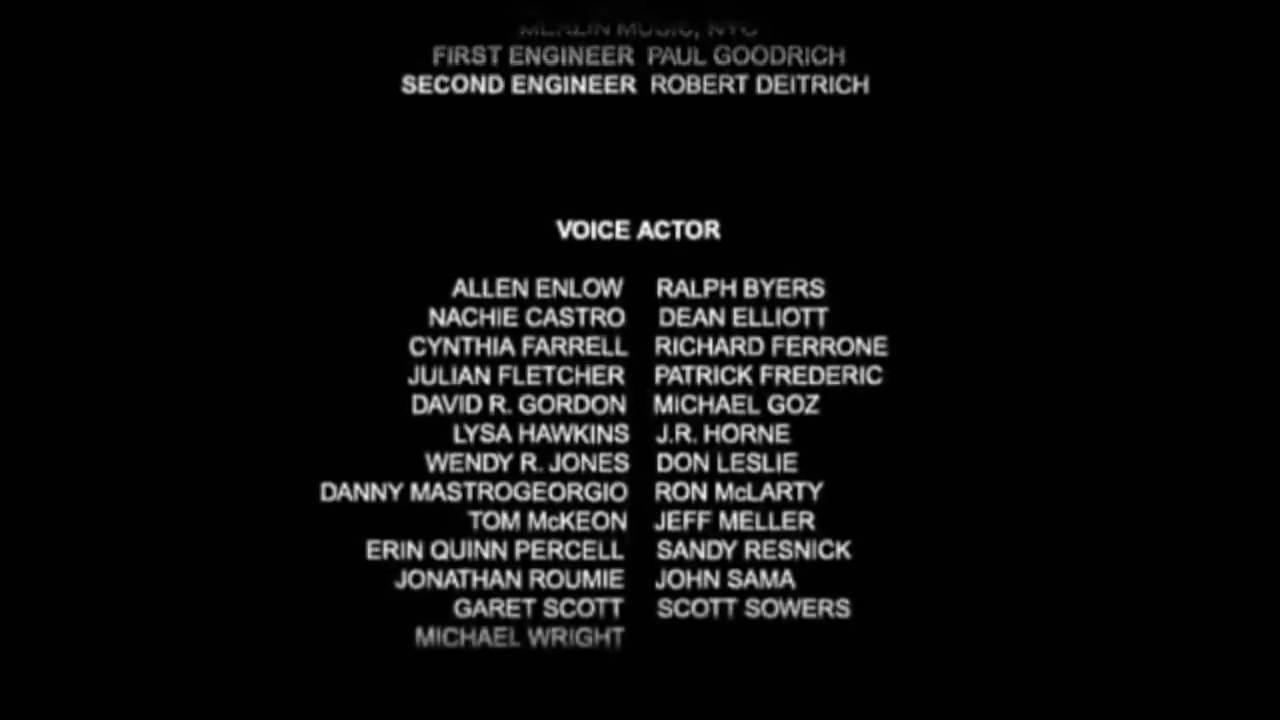 MERLIN MUSIC, NYC
FIRST ENGINEER PAUL GOODRICH
SECOND ENGINEER ROBERT DEITRICH
VOICE ACTOR
ALLEN ENLOW RALPH BYERS
NACHIE CASTRO DEAN ELLIOTT
CYNTHIA FARRELL RICHARD FERRONE
JULIAN FLETCHER PATRICK FREDERIC
DAVID R. GORDON MICHAEL GOZ
LYSA HAWKINS J.R. HORNE
WENDY R. JONES DON LESLIE
DANNY MASTROGEORGIO RON McLARTY
TOM McKEON JEFF MELLER
ERIN QUINN PERCELL SANDY RESNICK
JONATHAN ROUMIE JOHN SAMA
GARET SCOTT SCOTT SOWERS
MICHAEL WRIGHT